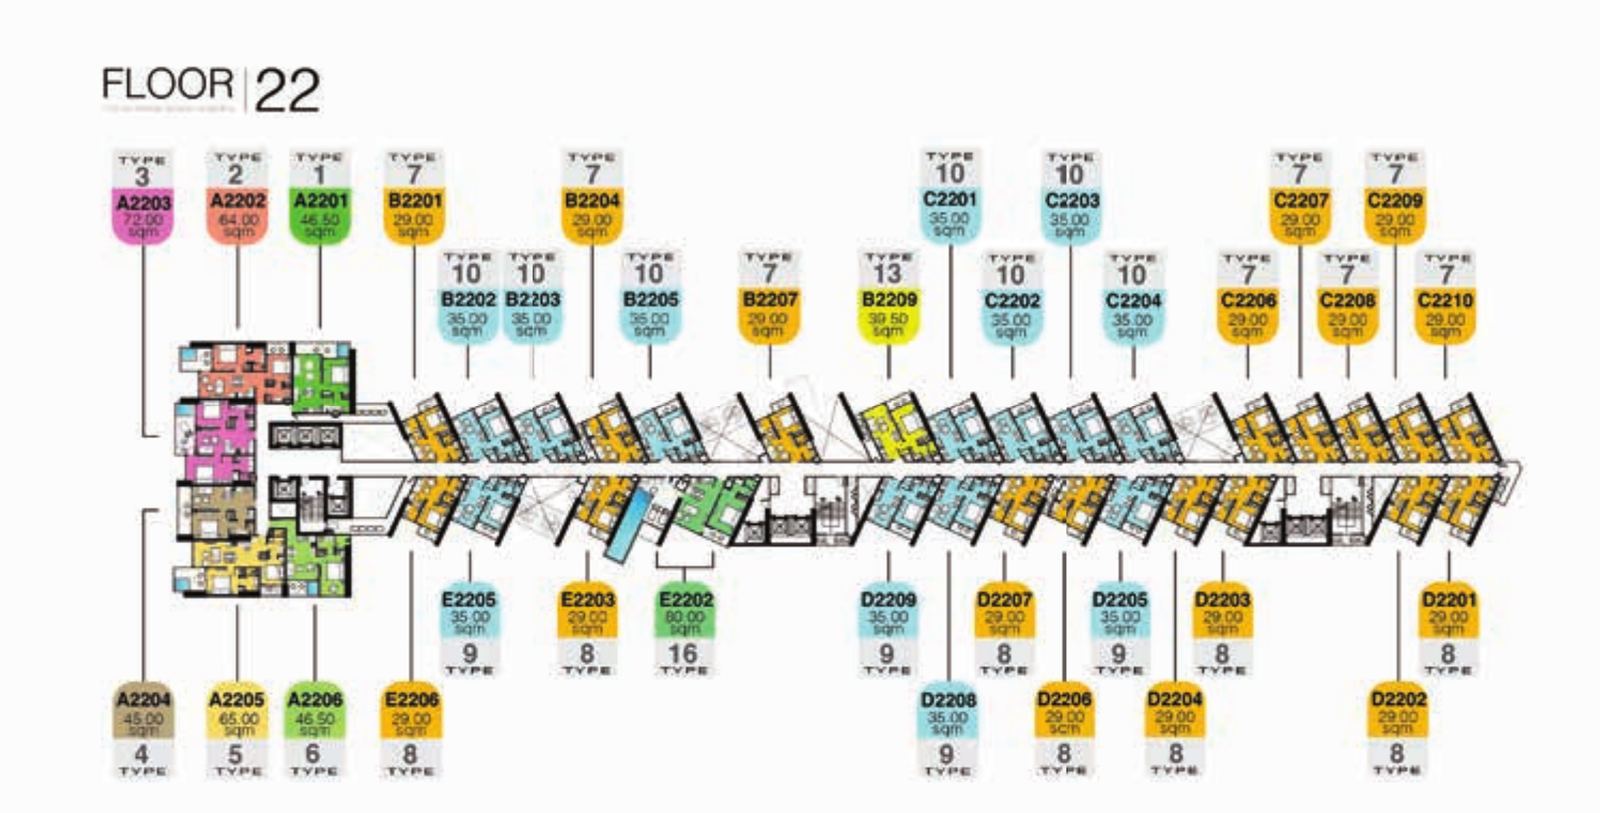 FLOOR 22
TYPE
3
A2203
72.00
sqm
TYPE
2
A2202
64.00
sqm
TYPE
1
A2201
46.50
sqm
TYPE
7
B2201
29.00
sqm
TYPE
7
B2204
29.00
sqm
TYPE
10
C2201
35.00
sqm
TYPE
10
C2203
35.00
sqm
TYPE
7
C2207
29.00
sqm
TYPE
7
C2209
29.00
sqm
TYPE
10
B2202
35.00
sqm
TYPE
10
B2203
35.00
sqm
TYPE
10
B2205
35.00
sqm
TYPE
7
B2207
29.00
sqm
TYPE
13
B2209
39.50
sqm
TYPE
10
C2202
35.00
sqm
TYPE
10
C2204
35.00
sqm
TYPE
7
C2206
29.00
sqm
TYPE
7
C2208
29.00
sqm
TYPE
7
C2210
29.00
sqm
E2205
35.00
sqm
9
TYPE
E2203
29.00
sqm
8
TYPE
E2202
80.00
sqm
16
TYPE
D2209
35.00
sqm
9
TYPE
D2207
29.00
sqm
8
TYPE
D2205
35.00
sqm
9
TYPE
D2203
29.00
sqm
8
TYPE
D2201
29.00
sqm
8
TYPE
A2204
45.00
sqm
4
TYPE
A2205
65.00
sqm
5
TYPE
A2206
46.50
sqm
6
TYPE
E2206
29.00
sqm
8
TYPE
D2208
35.00
sqm
9
TYPE
D2206
29.00
sqm
8
TYPE
D2204
29.00
sqm
8
TYPE
D2202
29.00
sqm
8
TYPE